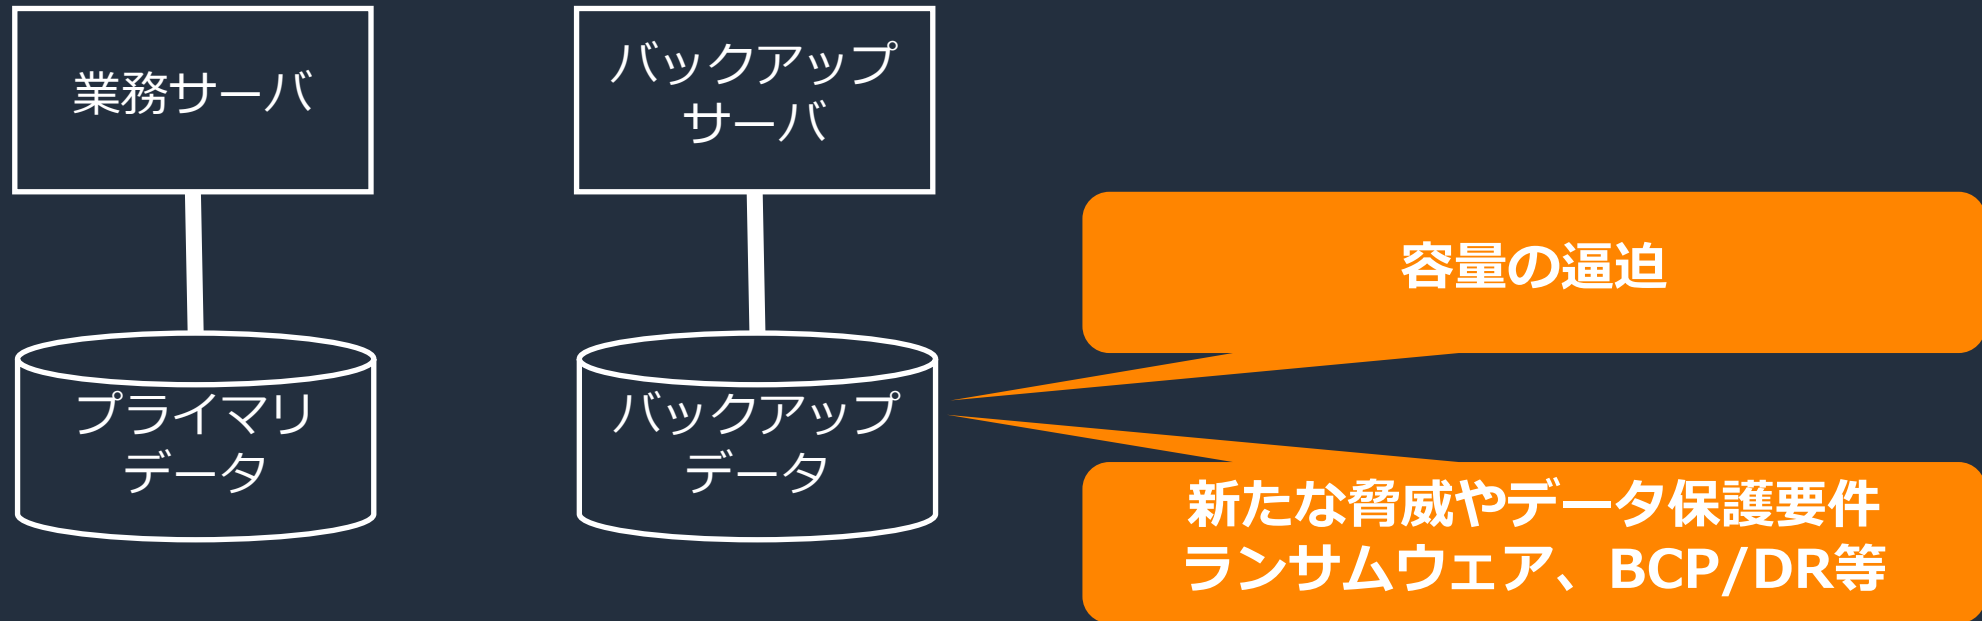 業務サーバ
バックアップ
サーバ
容量の逼迫
プライマリ
データ
バックアップ
データ
新たな脅威やデータ保護要件
ランサムウェア、BCP/DR等